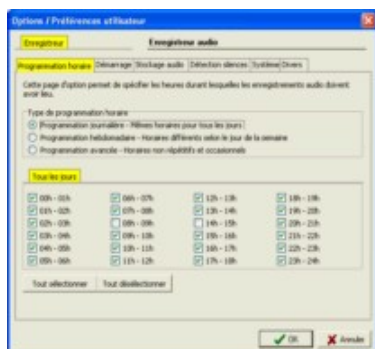 Options / Préférences utilisateur
Enregistreur
Enregistreur audio
Programmation horaire Démarrage Stockage audio Détection silences Système Divers
Cette page d'option permet de spécifier les heures durant lesquelles les enregistrements audio doivent
avoir lieu.
Type de programmation horaire
Programmation journalière - Mêmes horaires pour tous les jours
Programmation hebdomadaire - Horaires différents selon le jour de la semaine
Programmation avancée - Horaires non répétitifs et occasionnels
Tous les jours
00h - 01h 06h - 07h 12h - 13h 18h - 19h
01h - 02h 07h - 08h 13h - 14h 19h - 20h
02h - 03h 08h - 09h 14h - 15h 20h - 21h
03h - 04h 09h - 10h 15h - 16h 21h - 22h
04h - 05h 10h - 11h 16h - 17h 22h - 23h
05h - 06h 11h - 12h 17h - 18h 23h - 24h
Tout sélectionner Tout désélectionner
OK Annuler